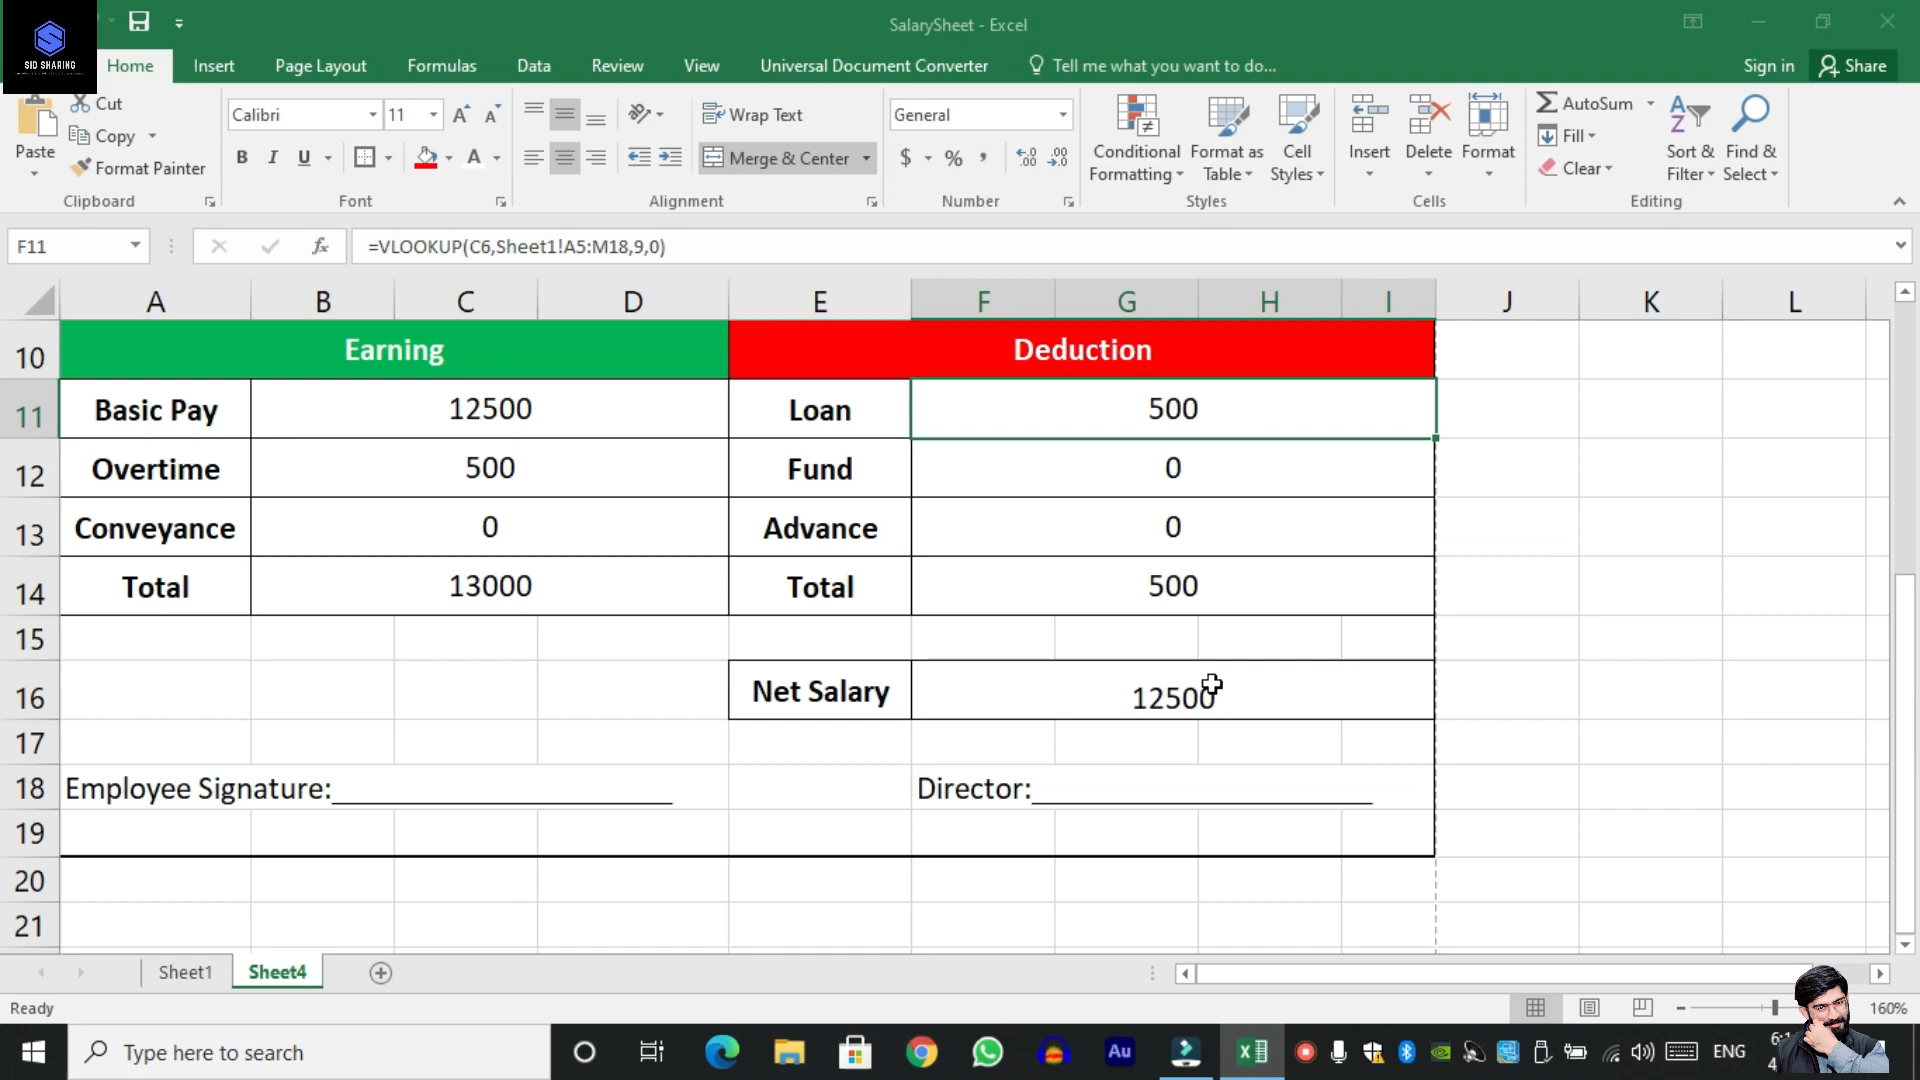 SalarySheet - Excel
SID SHARING
Home Insert Page Layout Formulas Data Review View Universal Document Converter Tell me what you want to do... Sign in Share
Paste
Cut
Copy
Format Painter
Clipboard
Calibri 11
B I U A
Font
Wrap Text
Merge & Center
Alignment
General
$ %
Number
Conditional Formatting
Format as Table
Cell Styles
Styles
Insert Delete Format
Cells
AutoSum
Fill
Clear
Sort & Filter
Find & Select
Editing
F11 fx =VLOOKUP(C6,Sheet1!A5:M18,9,0)
A B C D E F G H I J K L
10 Earning Deduction
11 Basic Pay 12500 Loan 500
12 Overtime 500 Fund 0
13 Conveyance 0 Advance 0
14 Total 13000 Total 500
15
16 Net Salary 12500
17
18 Employee Signature:______________________ Director:______________________
19
20
21
Sheet1 Sheet4
Ready 160%
Type here to search Au ENG